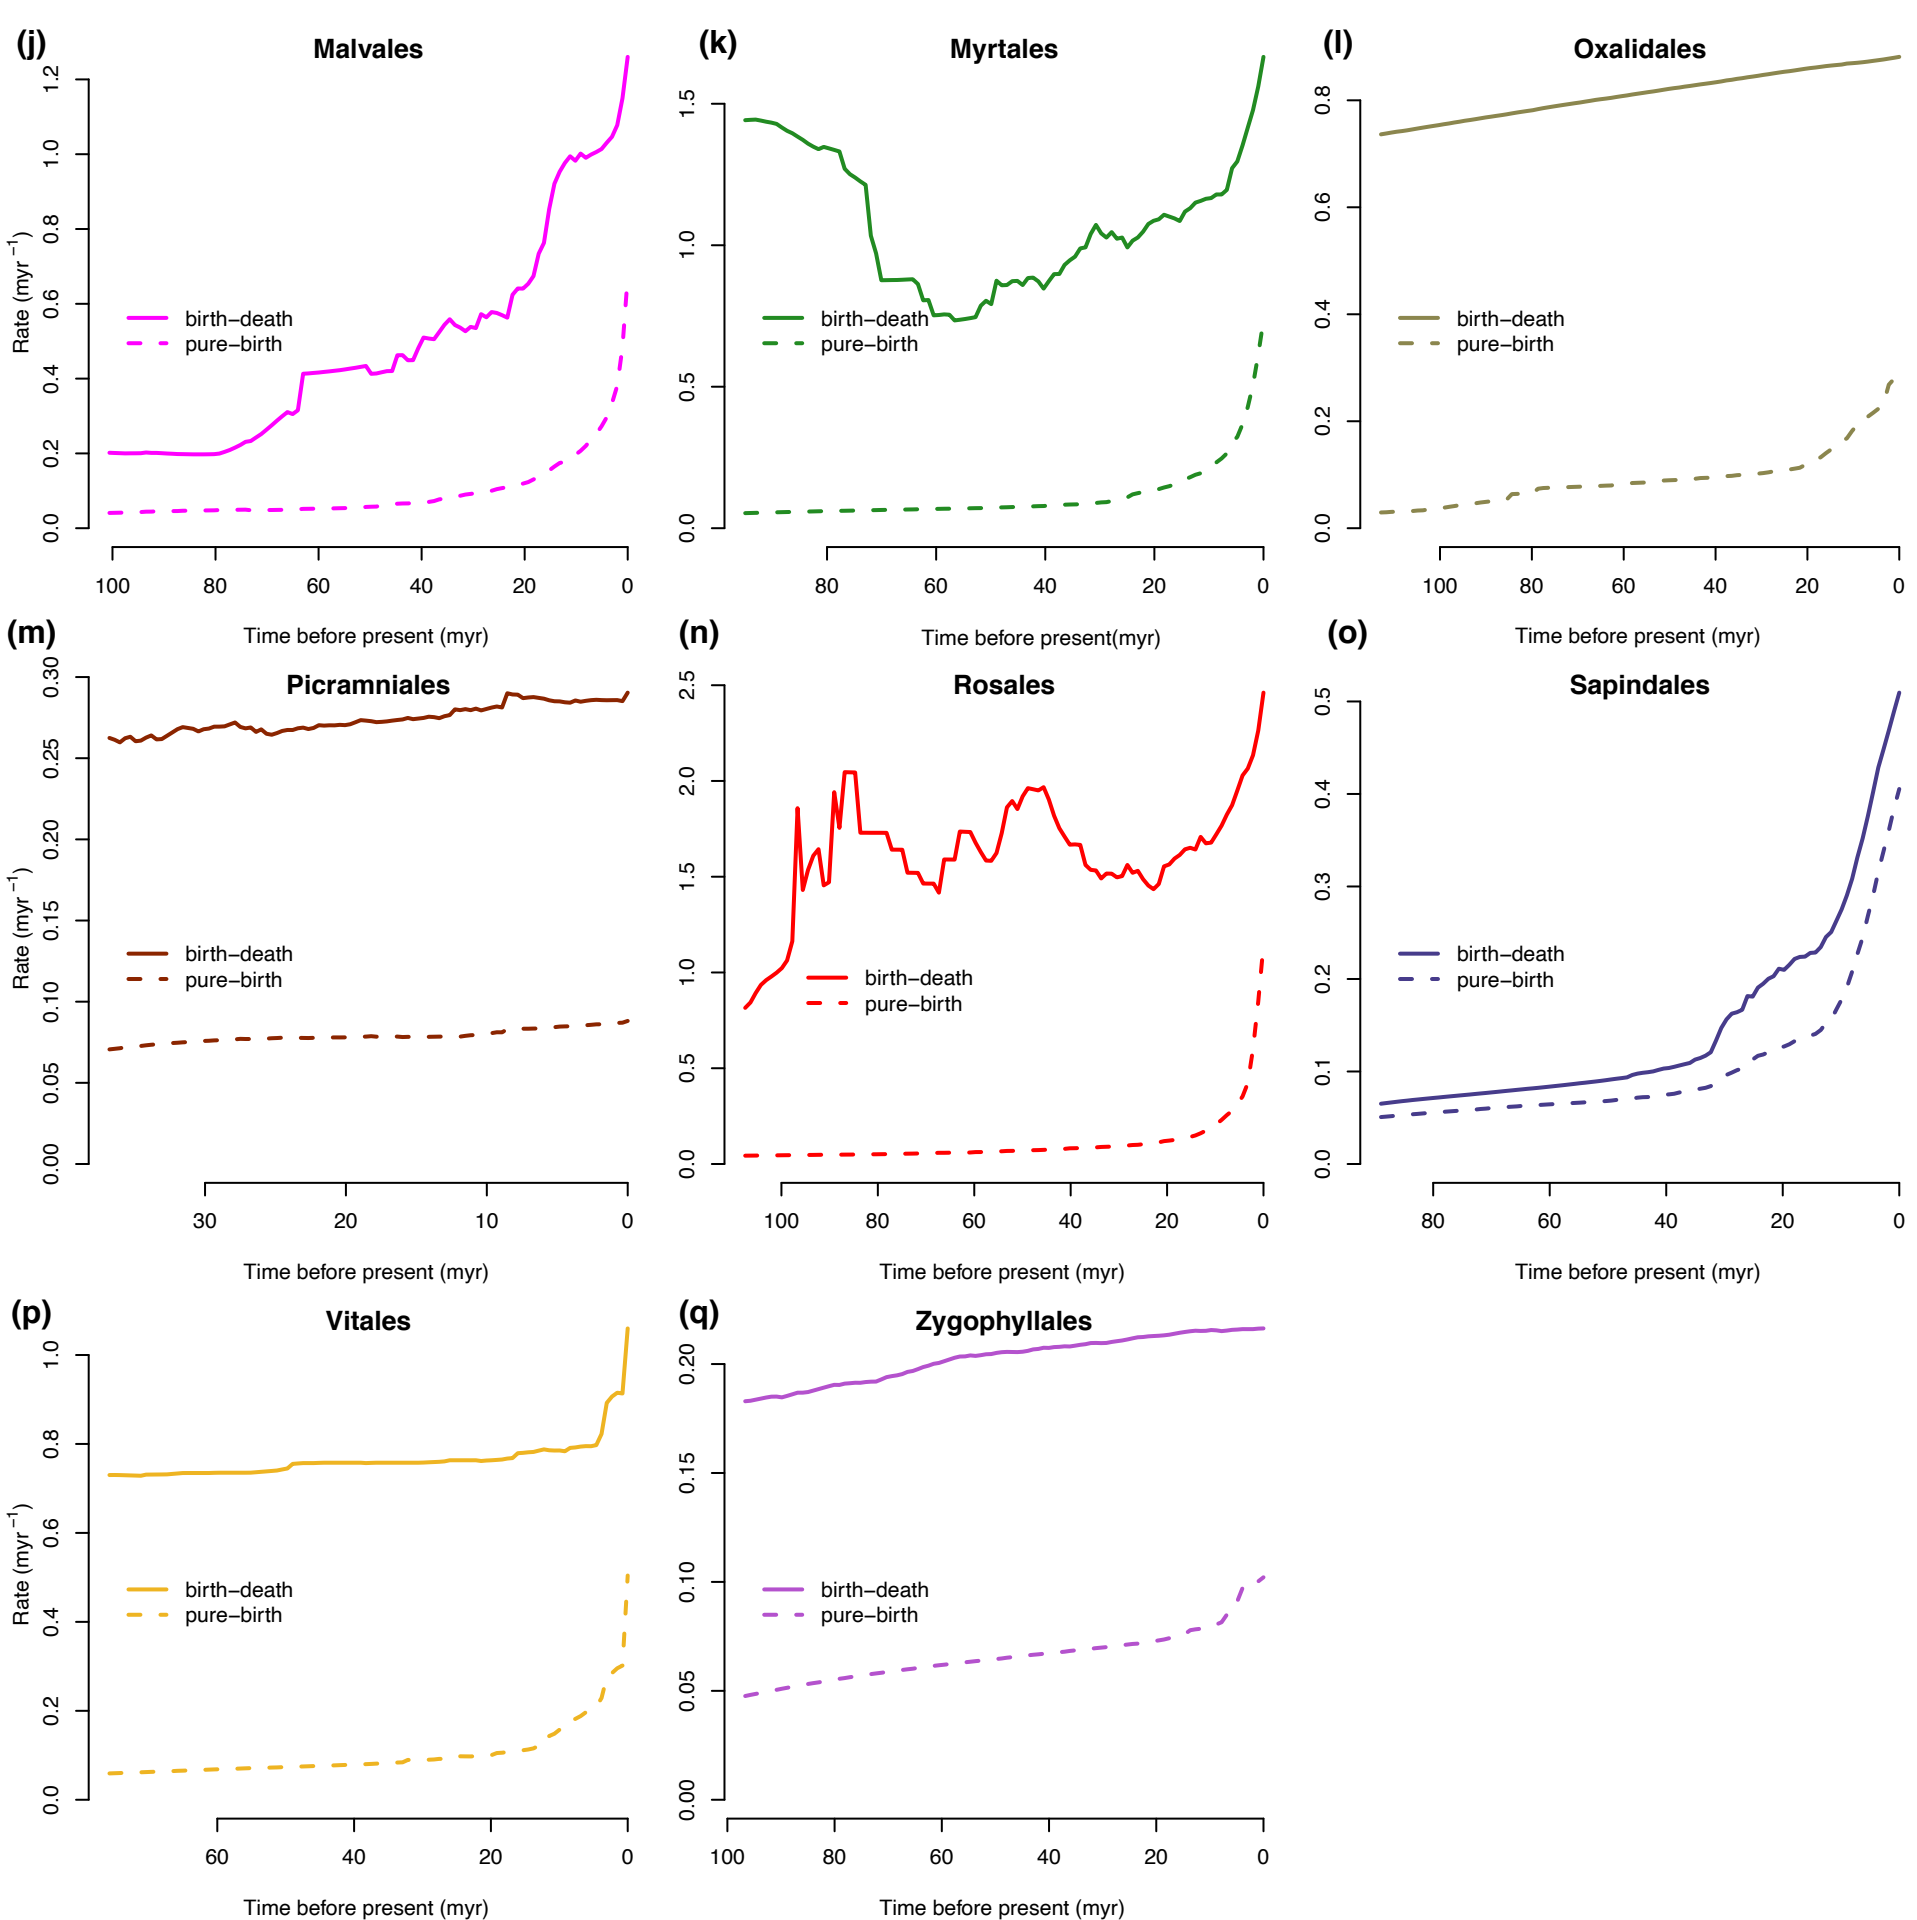 (j) Malvales
Rate (myr⁻¹)
0.0 0.2 0.4 0.6 0.8 1.0 1.2
birth−death
pure−birth
100 80 60 40 20 0
Time before present (myr)
(k) Myrtales
0.0 0.5 1.0 1.5
birth−death
pure−birth
80 60 40 20 0
Time before present(myr)
(l) Oxalidales
0.0 0.2 0.4 0.6 0.8
birth−death
pure−birth
100 80 60 40 20 0
Time before present (myr)
(m) Picramniales
Rate (myr⁻¹)
0.00 0.05 0.10 0.15 0.20 0.25 0.30
birth−death
pure−birth
30 20 10 0
Time before present (myr)
(n) Rosales
0.0 0.5 1.0 1.5 2.0 2.5
birth−death
pure−birth
100 80 60 40 20 0
Time before present (myr)
(o) Sapindales
0.0 0.1 0.2 0.3 0.4 0.5
birth−death
pure−birth
80 60 40 20 0
Time before present (myr)
(p) Vitales
Rate (myr⁻¹)
0.0 0.2 0.4 0.6 0.8 1.0
birth−death
pure−birth
60 40 20 0
Time before present (myr)
(q) Zygophyllales
0.00 0.05 0.10 0.15 0.20
birth−death
pure−birth
100 80 60 40 20 0
Time before present (myr)